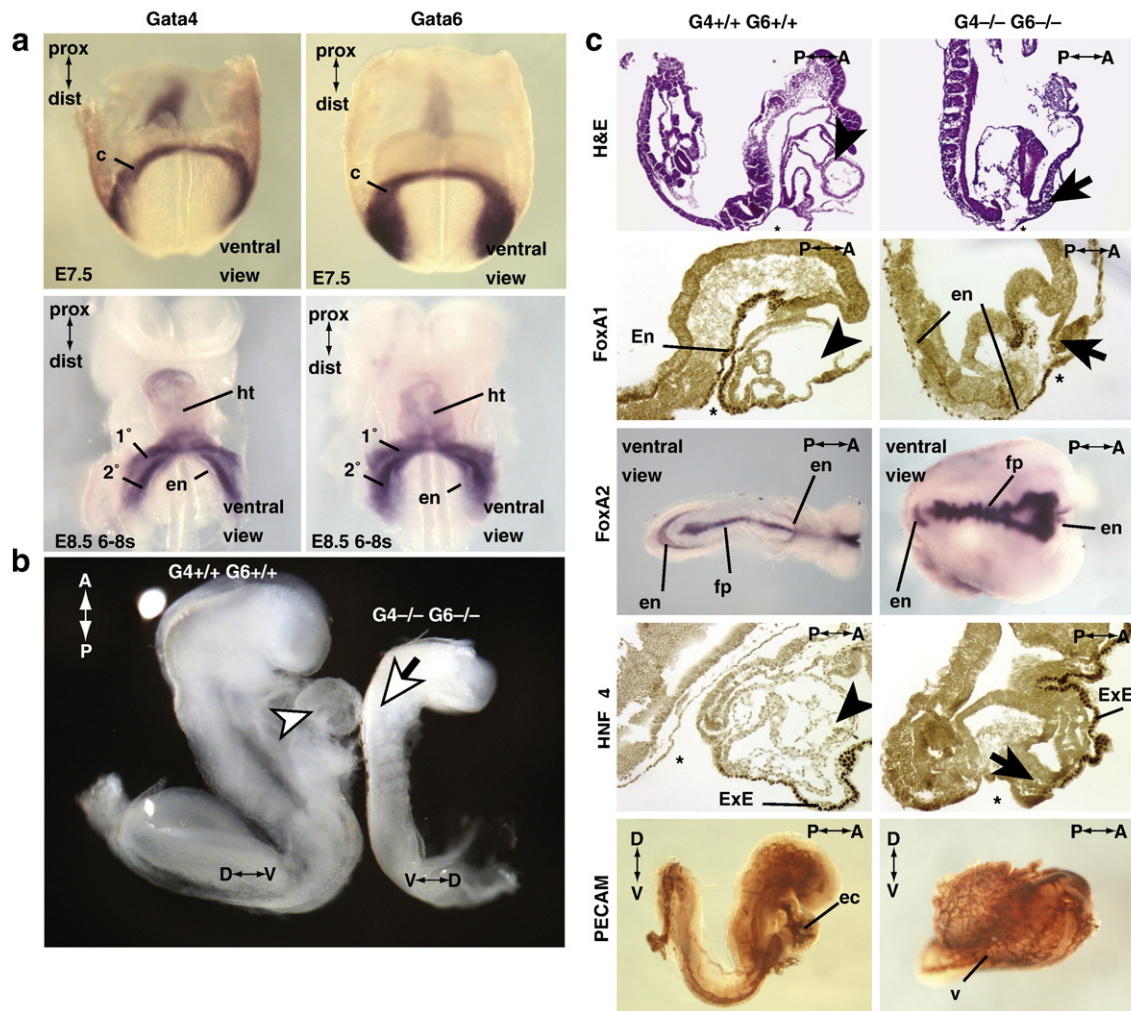 Gata4
Gata6
a
prox
dist
c
ventral
view
E7.5
prox
dist
c
ventral
view
prox
dist
ht
1°
2°
en
ventral
view
E8.5 6-8s
prox
dist
ht
1°
2°
en
ventral
view
E8.5 6-8s
b
G4+/+ G6+/+
A
P
G4–/– G6–/–
D V
V D
c
G4+/+ G6+/+
G4–/– G6–/–
H&E
P A
*
P A
*
FoxA1
P A
En
*
P A
en
*
FoxA2
ventral
view
P A
en
fp
en
ventral
view
P A
fp
en
en
HNF 4
P A
*
ExE
P A
ExE
*
PECAM
D
V
P A
ec
D
V
P A
v